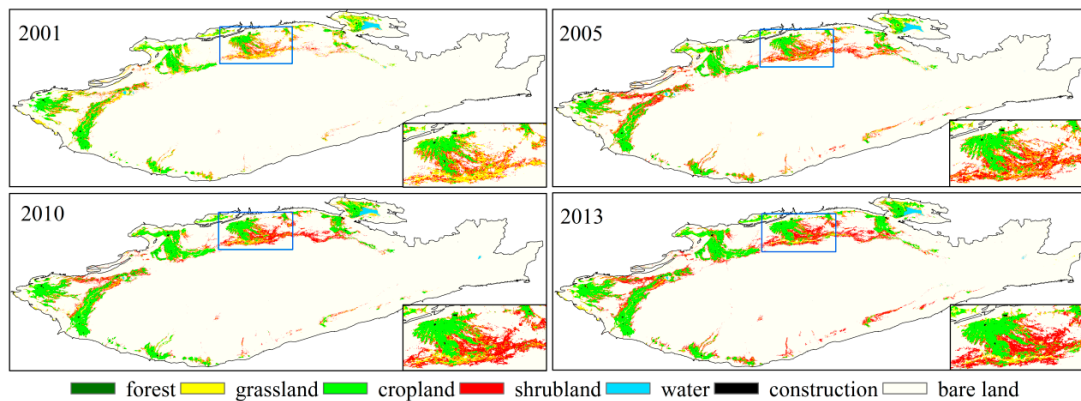 2001
2005
2010
2013
forest grassland cropland shrubland water construction bare land